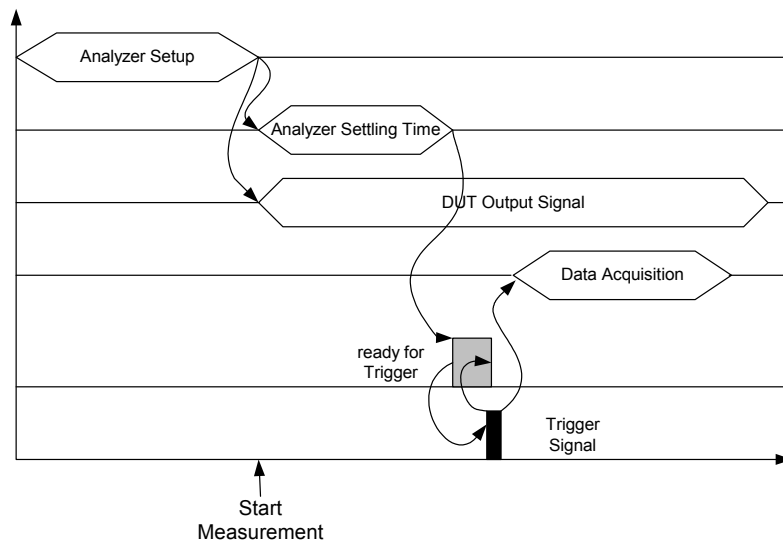 Analyzer Setup
Analyzer Settling Time
DUT Output Signal
Data Acquisition
ready for
Trigger
Trigger
Signal
Start
Measurement